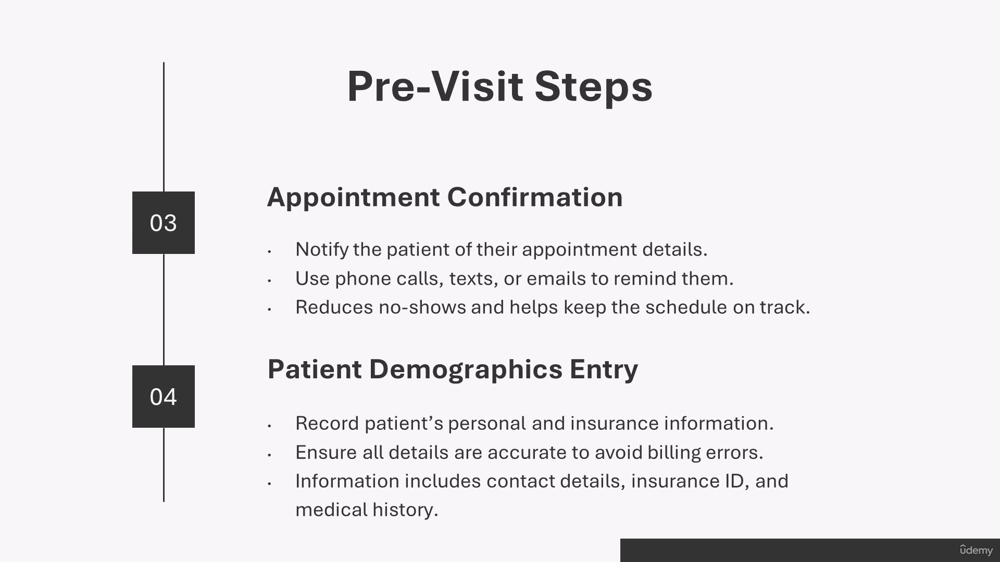 Pre-Visit Steps
03
Appointment Confirmation
• Notify the patient of their appointment details.
• Use phone calls, texts, or emails to remind them.
• Reduces no-shows and helps keep the schedule on track.
04
Patient Demographics Entry
• Record patient’s personal and insurance information.
• Ensure all details are accurate to avoid billing errors.
• Information includes contact details, insurance ID, and
medical history.
udemy